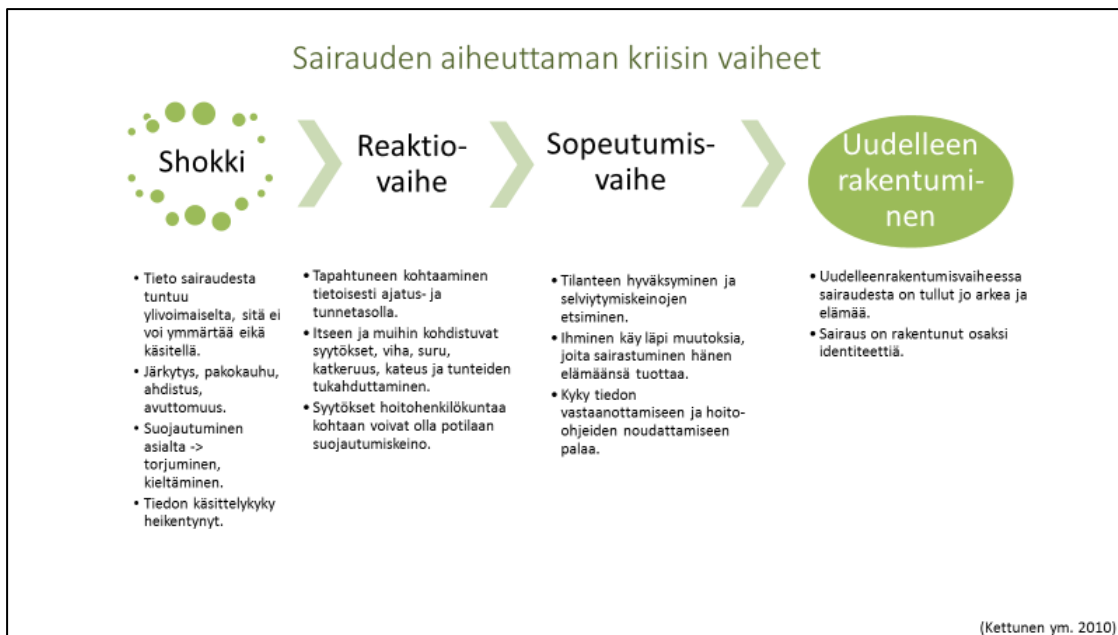 Sairauden aiheuttaman kriisin vaiheet
Shokki
• Tieto sairaudesta
tuntuu
ylivoimaiselta, sitä ei
voi ymmärtää eikä
käsitellä.
• Järkytys, pakokauhu,
ahdistus,
avuttomuus.
• Suojautuminen
asialta ->
torjuminen,
kieltäminen.
• Tiedon käsittelykyky
heikentynyt.
Reaktio-
vaihe
• Tapahtuneen kohtaaminen
tietoisesti ajatus- ja
tunnetasolla.
• Itseen ja muihin kohdistuvat
syytökset, viha, suru,
katkeruus, kateus ja tunteiden
tukahduttaminen.
• Syytökset hoitohenkilökuntaa
kohtaan voivat olla potilaan
suojautumiskeino.
Sopeutumis-
vaihe
• Tilanteen hyväksyminen ja
selviytymiskeinojen
etsiminen.
• Ihminen käy läpi muutoksia,
joita sairastuminen hänen
elämäänsä tuottaa.
• Kyky tiedon
vastaanottamiseen ja hoito-
ohjeiden noudattamiseen
palaa.
Uudelleen
rakentumi-
nen
• Uudelleenrakentumisvaiheessa
sairaudesta on tullut jo arkea ja
elämää.
• Sairaus on rakentunut osaksi
identiteettiä.
(Kettunen ym. 2010)